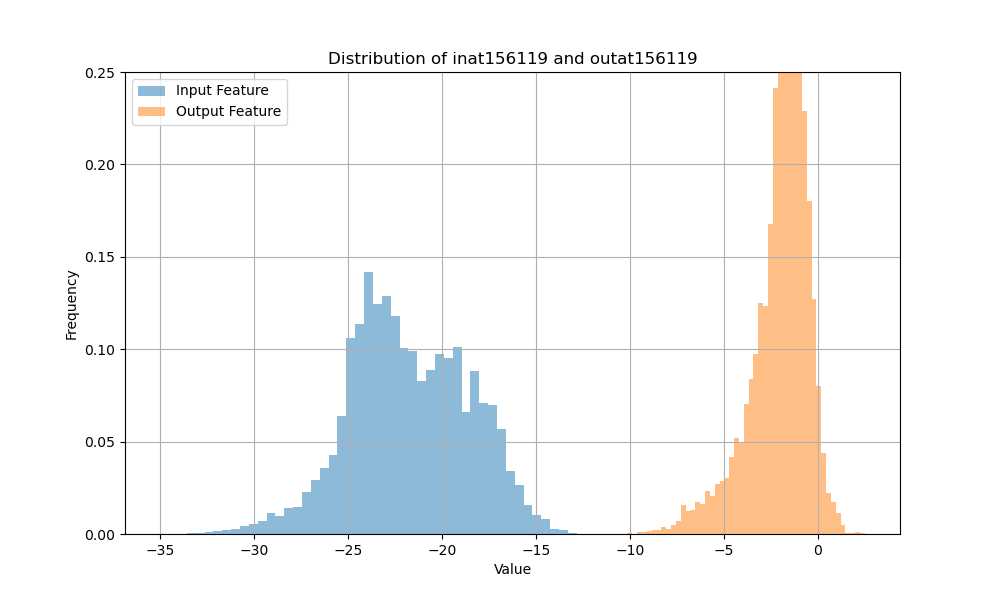 Distribution of inat156119 and outat156119
Input Feature
Output Feature
0.25
0.20
0.15
0.10
0.05
0.00
Frequency
−35 −30 −25 −20 −15 −10 −5 0
Value